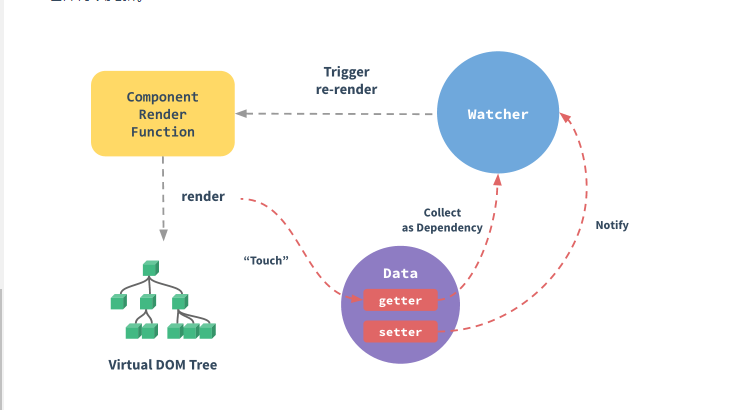 Trigger
re-render
Component
Render
Function
Watcher
render
Collect
as Dependency
Notify
“Touch”
Data
getter
setter
Virtual DOM Tree